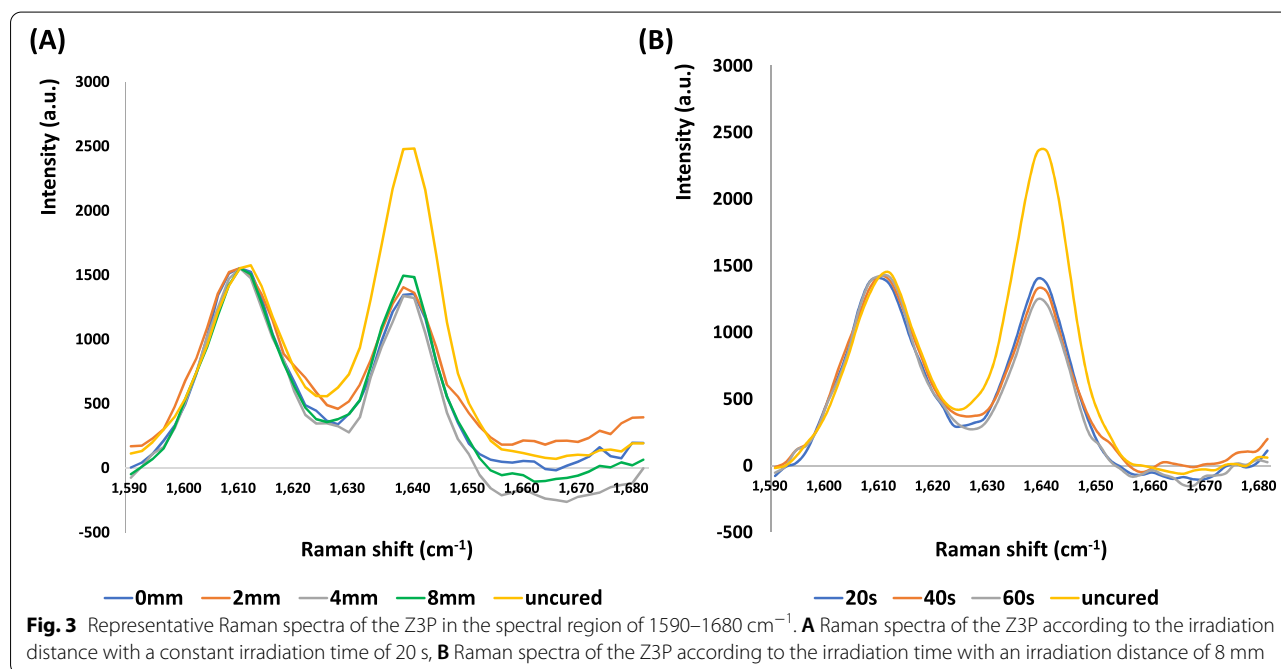 (A)
Intensity (a.u.)
3000
2500
2000
1500
1000
500
0
-500
1,590 1,600 1,610 1,620 1,630 1,640 1,650 1,660 1,670 1,680
Raman shift (cm⁻¹)
0mm 2mm 4mm 8mm uncured
(B)
Intensity (a.u.)
3000
2500
2000
1500
1000
500
0
-500
1,590 1,600 1,610 1,620 1,630 1,640 1,650 1,660 1,670 1,680
Raman shift (cm⁻¹)
20s 40s 60s uncured
Fig. 3 Representative Raman spectra of the Z3P in the spectral region of 1590–1680 cm⁻¹. A Raman spectra of the Z3P according to the irradiation
distance with a constant irradiation time of 20 s, B Raman spectra of the Z3P according to the irradiation time with an irradiation distance of 8 mm